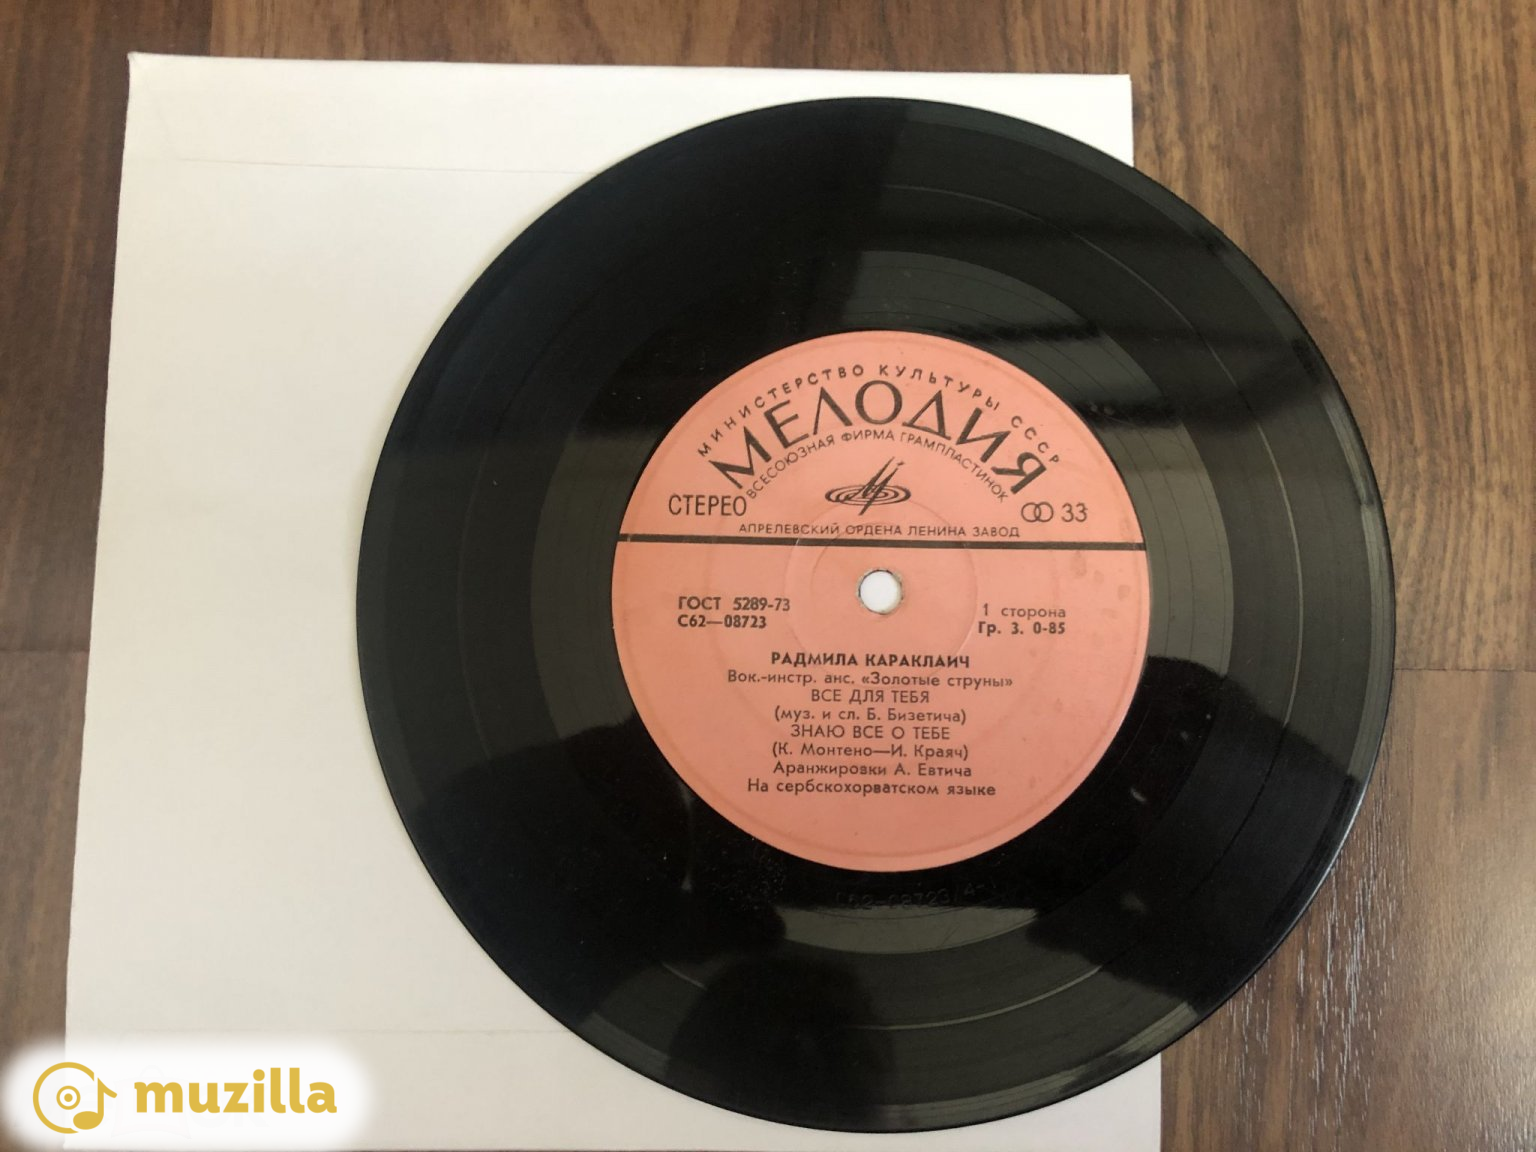 МИНИСТЕРСТВО КУЛЬТУРЫ СССР
МЕЛОДИЯ
ВСЕСОЮЗНАЯ ФИРМА ГРАМПЛАСТИНОК
СТЕРЕО
33
АПРЕЛЕВСКИЙ ОРДЕНА ЛЕНИНА ЗАВОД
ГОСТ 5289-73
С62—08723
1 сторона
Гр. 3. 0-85
РАДМИЛА КАРАКЛАИЧ
Вок.-инстр. анс. «Золотые струны»
ВСЕ ДЛЯ ТЕБЯ
(муз. и сл. Б. Бизетича)
ЗНАЮ ВСЕ О ТЕБЕ
(К. Монтено—И. Краяч)
Аранжировки А. Евтича
На сербскохорватском языке
muzilla